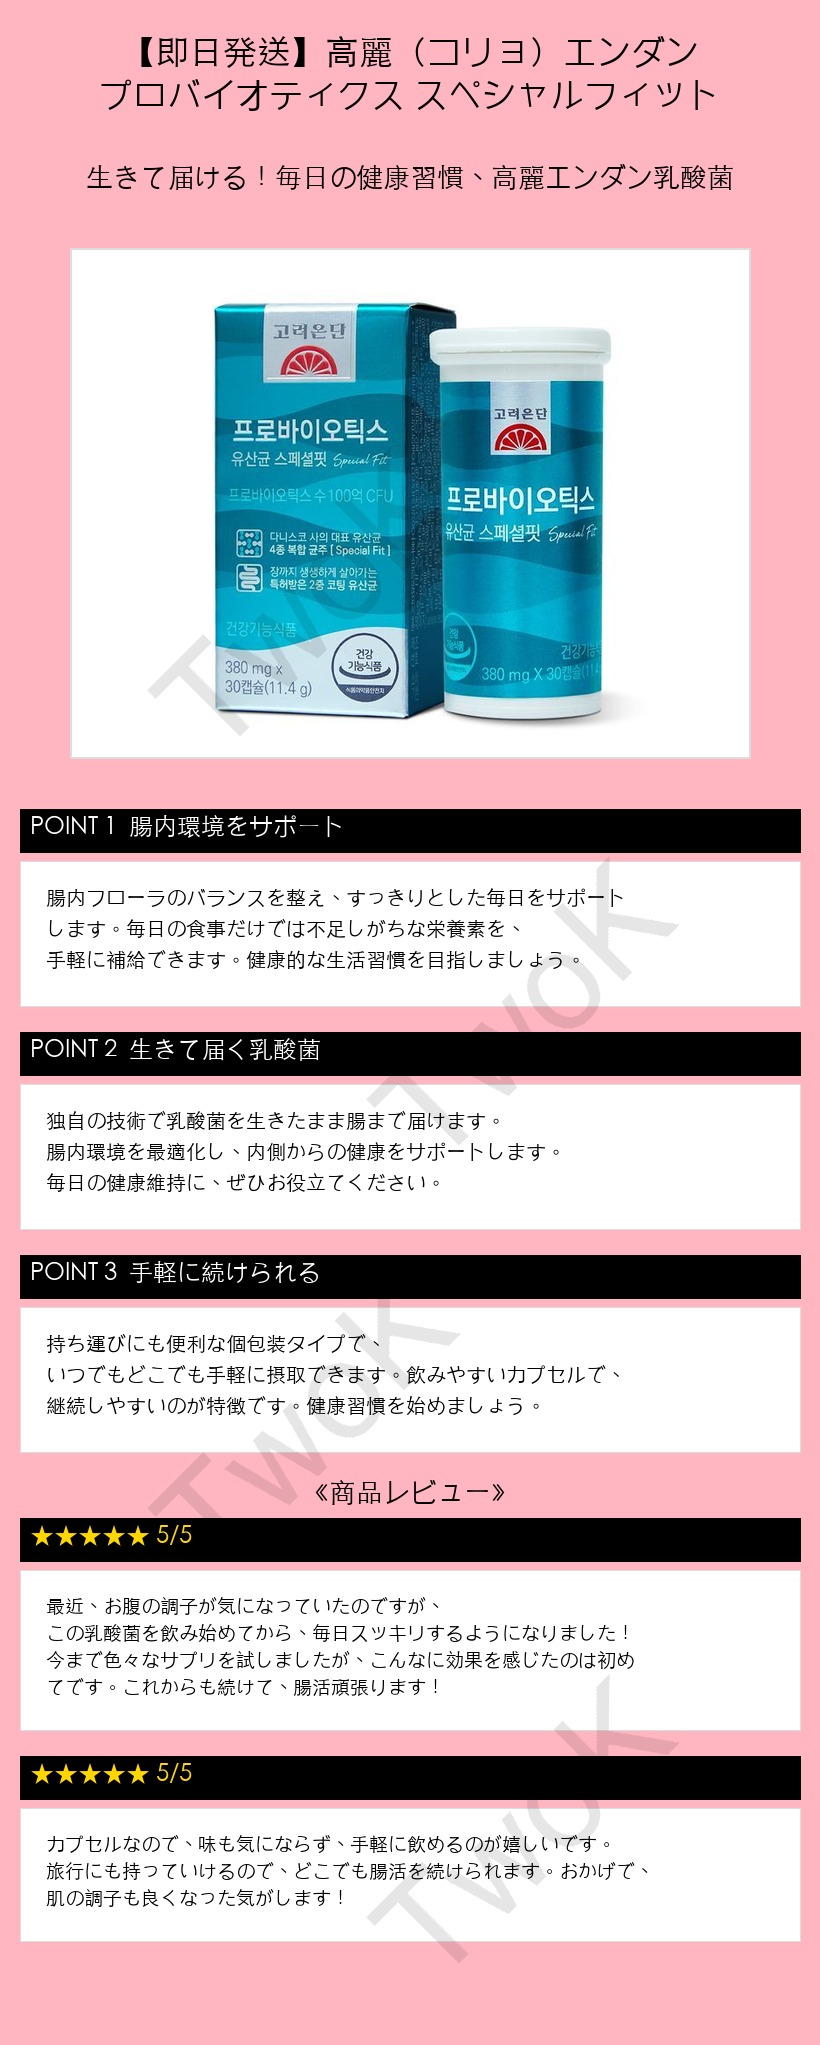 【即日発送】高麗（コリョ）エンダン
プロバイオティクス スペシャルフィット
生きて届ける！毎日の健康習慣、高麗エンダン乳酸菌
고려은단
프로바이오틱스
유산균 스페셜핏 Special Fit
프로바이오틱스 수 100억 CFU
다니스코 사의 대표 유산균
4종 복합 균주 [ Special Fit ]
장까지 생생하게 살아가는
특허받은 2중 코팅 유산균
건강기능식품
380 mg x
30캡슐(11.4 g)
건강
기능식품
식품의약품안전처
고려은단
프로바이오틱스
유산균 스페셜핏 Special Fit
건강
기능식품
건강기능
380 mg X 30캡슐(11.4
TwoK
POINT 1 腸内環境をサポート
腸内フローラのバランスを整え、すっきりとした毎日をサポート
します。毎日の食事だけでは不足しがちな栄養素を、
手軽に補給できます。健康的な生活習慣を目指しましょう。
TwoK
POINT 2 生きて届く乳酸菌
独自の技術で乳酸菌を生きたまま腸まで届けます。
腸内環境を最適化し、内側からの健康をサポートします。
毎日の健康維持に、ぜひお役立てください。
POINT 3 手軽に続けられる
持ち運びにも便利な個包装タイプで、
いつでもどこでも手軽に摂取できます。飲みやすいカプセルで、
継続しやすいのが特徴です。健康習慣を始めましょう。
TwoK
《商品レビュー》
★★★★★ 5/5
最近、お腹の調子が気になっていたのですが、
この乳酸菌を飲み始めてから、毎日スッキリするようになりました！
今まで色々なサプリを試しましたが、こんなに効果を感じたのは初め
てです。これからも続けて、腸活頑張ります！
★★★★★ 5/5
カプセルなので、味も気にならず、手軽に飲めるのが嬉しいです。
旅行にも持っていけるので、どこでも腸活を続けられます。おかげで、
肌の調子も良くなった気がします！
TwoK